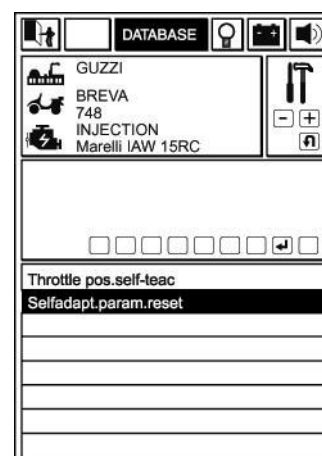 DATABASE
GUZZI
BREVA
748
INJECTION
Marelli IAW 15RC
Throttle pos.self-teac
Selfadapt.param.reset